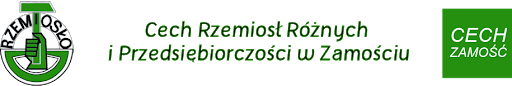 RZEMIOSŁO
Cech Rzemiosł Różnych
i Przedsiębiorczości w Zamościu
CECH
ZAMOŚĆ